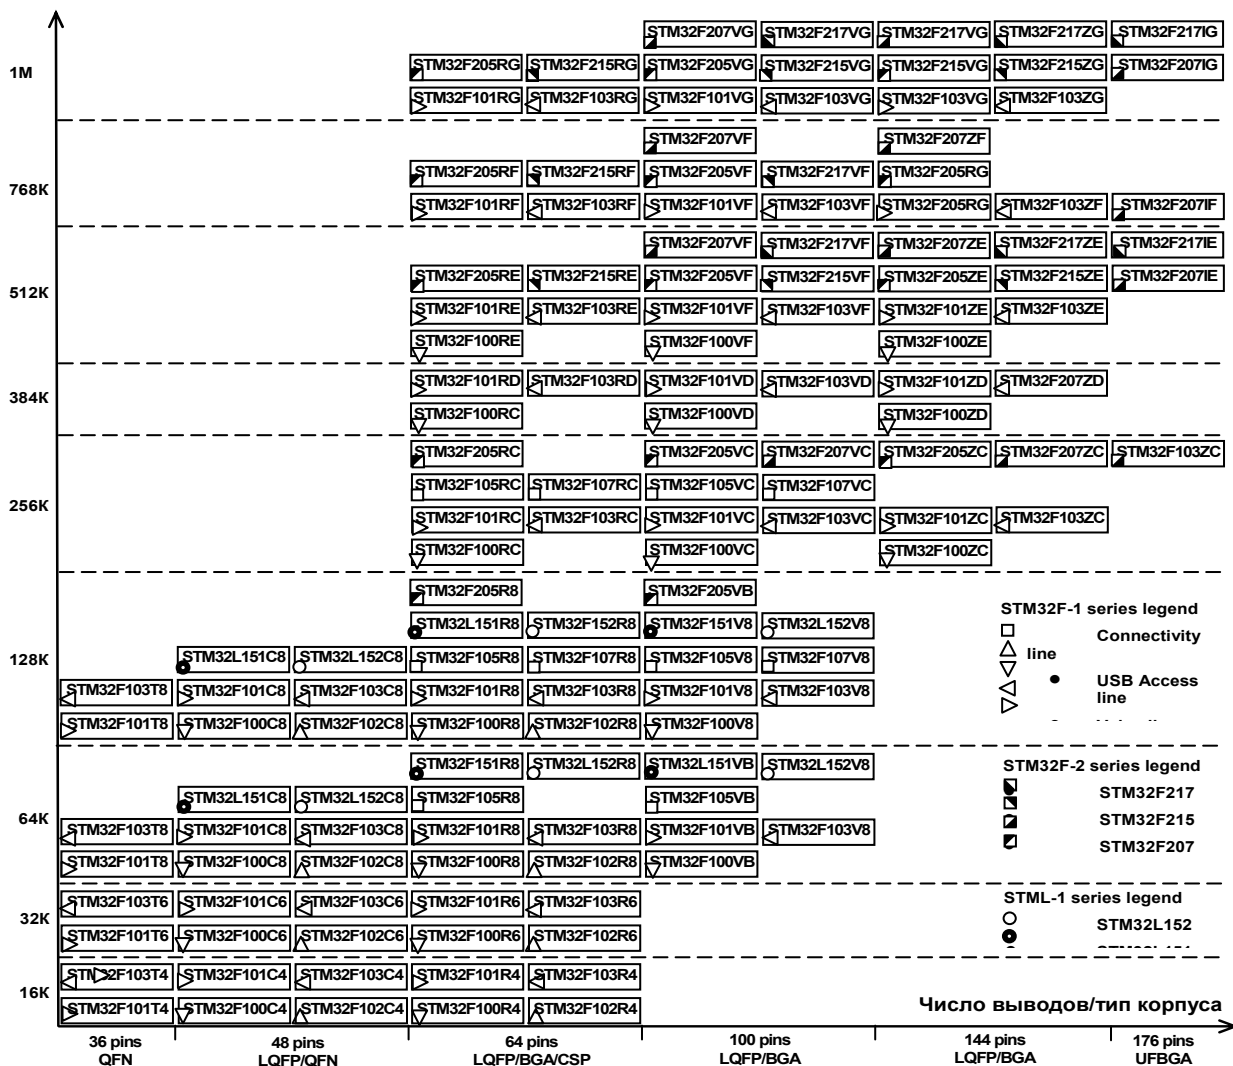 STM32F207VG STM32F217VG STM32F217VG STM32F217ZG STM32F217IG
1M STM32F205RG STM32F215RG STM32F205VG STM32F215VG STM32F215VG STM32F215ZG STM32F207IG
STM32F101RG STM32F103RG STM32F101VG STM32F103VG STM32F103VG STM32F103ZG
STM32F207VF STM32F207ZF
STM32F205RF STM32F215RF STM32F205VF STM32F217VF STM32F205RG
768K STM32F101RF STM32F103RF STM32F101VF STM32F103VF STM32F205RG STM32F103ZF STM32F207IF
STM32F207VF STM32F217VF STM32F207ZE STM32F217ZE STM32F217IE
STM32F205RE STM32F215RE STM32F205VF STM32F215VF STM32F205ZE STM32F215ZE STM32F207IE
512K
STM32F101RE STM32F103RE STM32F101VF STM32F103VF STM32F101ZE STM32F103ZE
STM32F100RE STM32F100VF STM32F100ZE
STM32F101RD STM32F103RD STM32F101VD STM32F103VD STM32F101ZD STM32F207ZD
384K
STM32F100RC STM32F100VD STM32F100ZD
STM32F205RC STM32F205VC STM32F207VC STM32F205ZC STM32F207ZC STM32F103ZC
STM32F105RC STM32F107RC STM32F105VC STM32F107VC
256K
STM32F101RC STM32F103RC STM32F101VC STM32F103VC STM32F101ZC STM32F103ZC
STM32F100RC STM32F100VC STM32F100ZC
STM32F205R8 STM32F205VB
STM32L151R8 STM32F152R8 STM32F151V8 STM32L152V8
128K STM32L151C8 STM32L152C8 STM32F105R8 STM32F107R8 STM32F105V8 STM32F107V8
STM32F103T8 STM32F101C8 STM32F103C8 STM32F101R8 STM32F103R8 STM32F101V8 STM32F103V8
STM32F101T8 STM32F100C8 STM32F102C8 STM32F100R8 STM32F102R8 STM32F100V8
STM32F-1 series legend
Connectivity
line
USB Access
line
STM32F151R8 STM32L152R8 STM32L151VB STM32L152V8
STM32L151C8 STM32L152C8 STM32F105R8 STM32F105VB
64K
STM32F103T8 STM32F101C8 STM32F103C8 STM32F101R8 STM32F103R8 STM32F101VB STM32F103V8
STM32F101T8 STM32F100C8 STM32F102C8 STM32F100R8 STM32F102R8 STM32F100VB
STM32F-2 series legend
STM32F217
STM32F215
STM32F207
STM32F103T6 STM32F101C6 STM32F103C6 STM32F101R6 STM32F103R6
32K
STM32F101T6 STM32F100C6 STM32F102C6 STM32F100R6 STM32F102R6
STML-1 series legend
STM32L152
STM32F103T4 STM32F101C4 STM32F103C4 STM32F101R4 STM32F103R4
16K
STM32F101T4 STM32F100C4 STM32F102C4 STM32F100R4 STM32F102R4
Число выводов/тип корпуса
36 pins 48 pins 64 pins 100 pins 144 pins 176 pins
QFN LQFP/QFN LQFP/BGA/CSP LQFP/BGA LQFP/BGA UFBGA